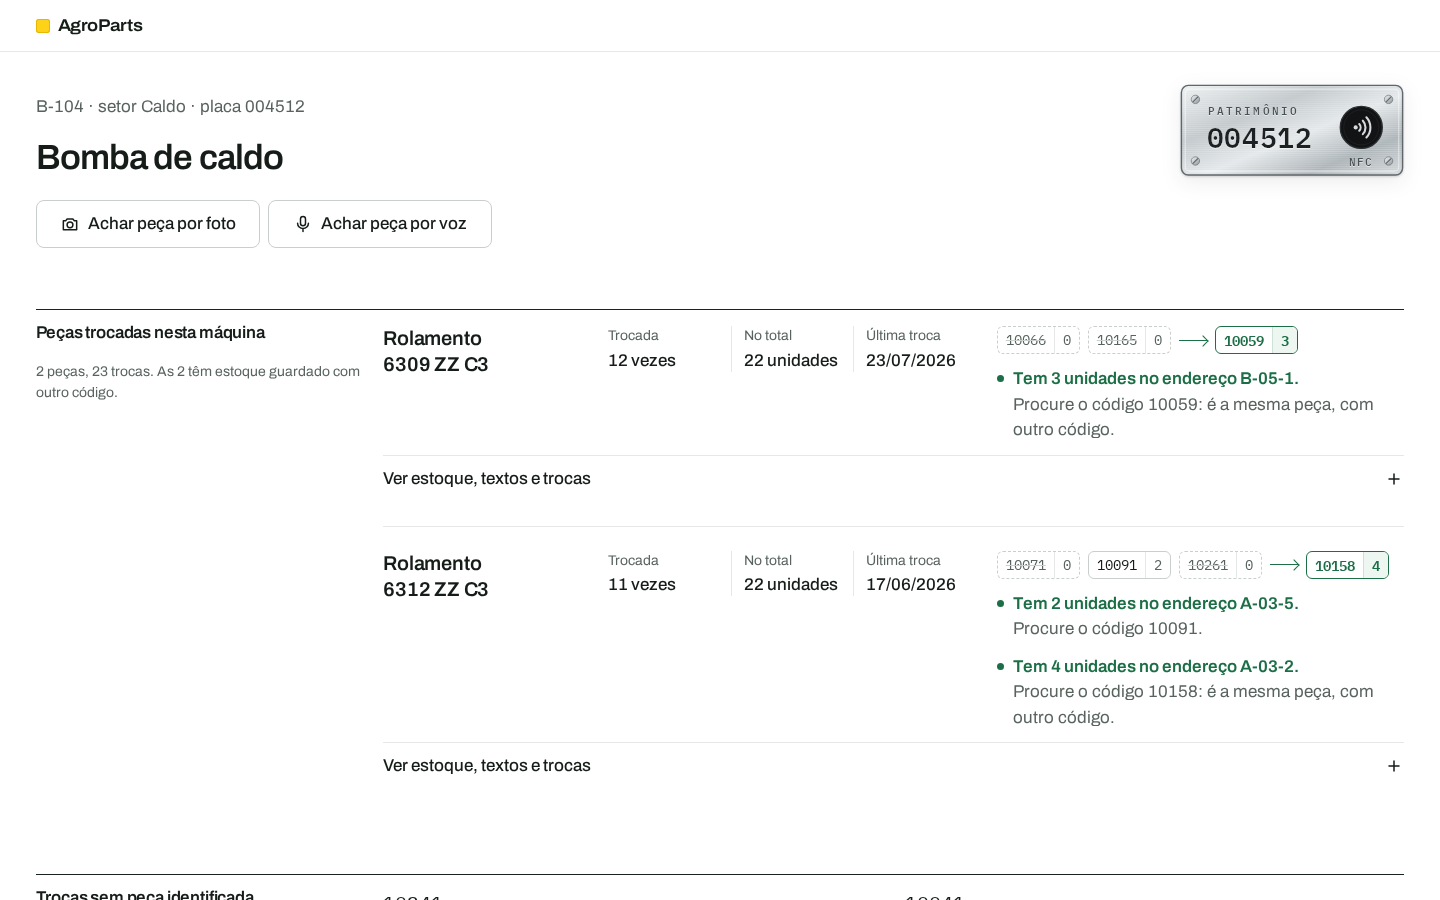 AgroParts
B-104 · setor Caldo · placa 004512
Bomba de caldo
PATRIMÔNIO
004512
NFC
Achar peça por foto
Achar peça por voz
Peças trocadas nesta máquina
2 peças, 23 trocas. As 2 têm estoque guardado com
outro código.
Rolamento
6309 ZZ C3
Trocada
12 vezes
No total
22 unidades
Última troca
23/07/2026
10066 0 10165 0 10059 3
Tem 3 unidades no endereço B-05-1.
Procure o código 10059: é a mesma peça, com
outro código.
Ver estoque, textos e trocas
Rolamento
6312 ZZ C3
Trocada
11 vezes
No total
22 unidades
Última troca
17/06/2026
10071 0 10091 2 10261 0 10158 4
Tem 2 unidades no endereço A-03-5.
Procure o código 10091.
Tem 4 unidades no endereço A-03-2.
Procure o código 10158: é a mesma peça, com
outro código.
Ver estoque, textos e trocas
Trocas sem peça identificada